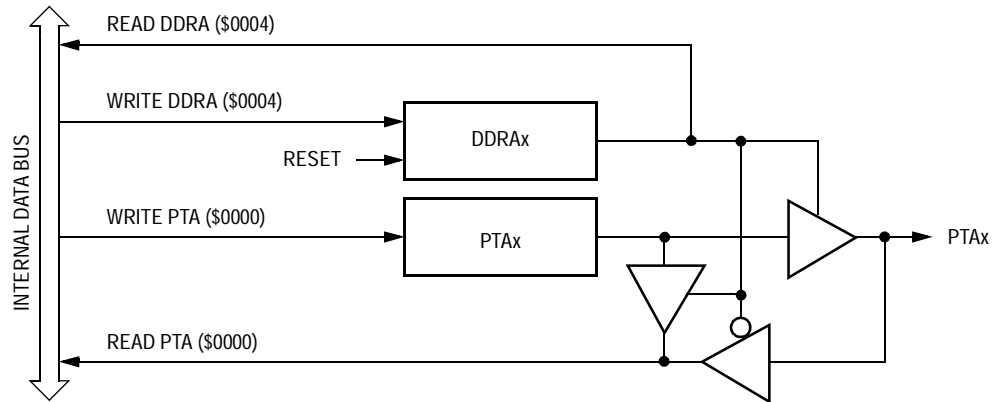 READ DDRA ($0004)
WRITE DDRA ($0004)
DDRAx
RESET
INTERNAL DATA BUS
WRITE PTA ($0000)
PTAx
PTAx
READ PTA ($0000)